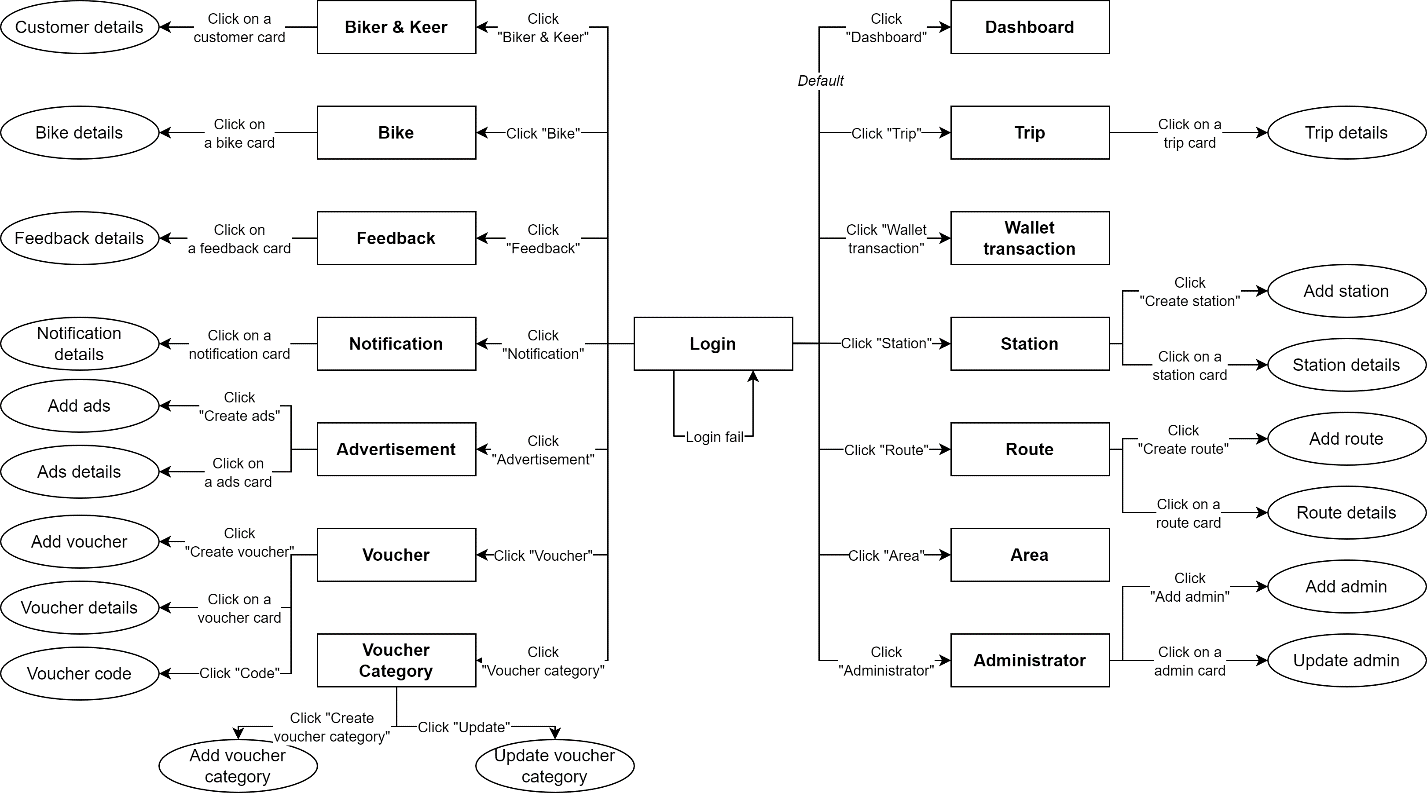 Customer details
Click on a
customer card
Biker & Keer
Click
"Biker & Keer"
Click
"Dashboard"
Dashboard
Default
Bike details
Click on
a bike card
Bike
Click "Bike"
Click "Trip"
Trip
Click on a
trip card
Trip details
Feedback details
Click on
a feedback card
Feedback
Click
"Feedback"
Click "Wallet
transaction"
Wallet
transaction
Click
"Create station"
Add station
Notification
details
Click on a
notification card
Notification
Click
"Notification"
Login
Click "Station"
Station
Click on a
station card
Station details
Add ads
Click
"Create ads"
Login fail
Advertisement
Click
"Advertisement"
Click "Route"
Route
Click
"Create route"
Add route
Ads details
Click on
a ads card
Click on a
route card
Route details
Add voucher
Click
"Create voucher"
Voucher
Click "Voucher"
Click "Area"
Area
Click
"Add admin"
Add admin
Voucher details
Click on a
voucher card
Voucher code
Click "Code"
Voucher
Category
Click
"Voucher category"
Click
"Administrator"
Administrator
Click on a
admin card
Update admin
Click "Create
voucher category"
Click "Update"
Add voucher
category
Update voucher
category